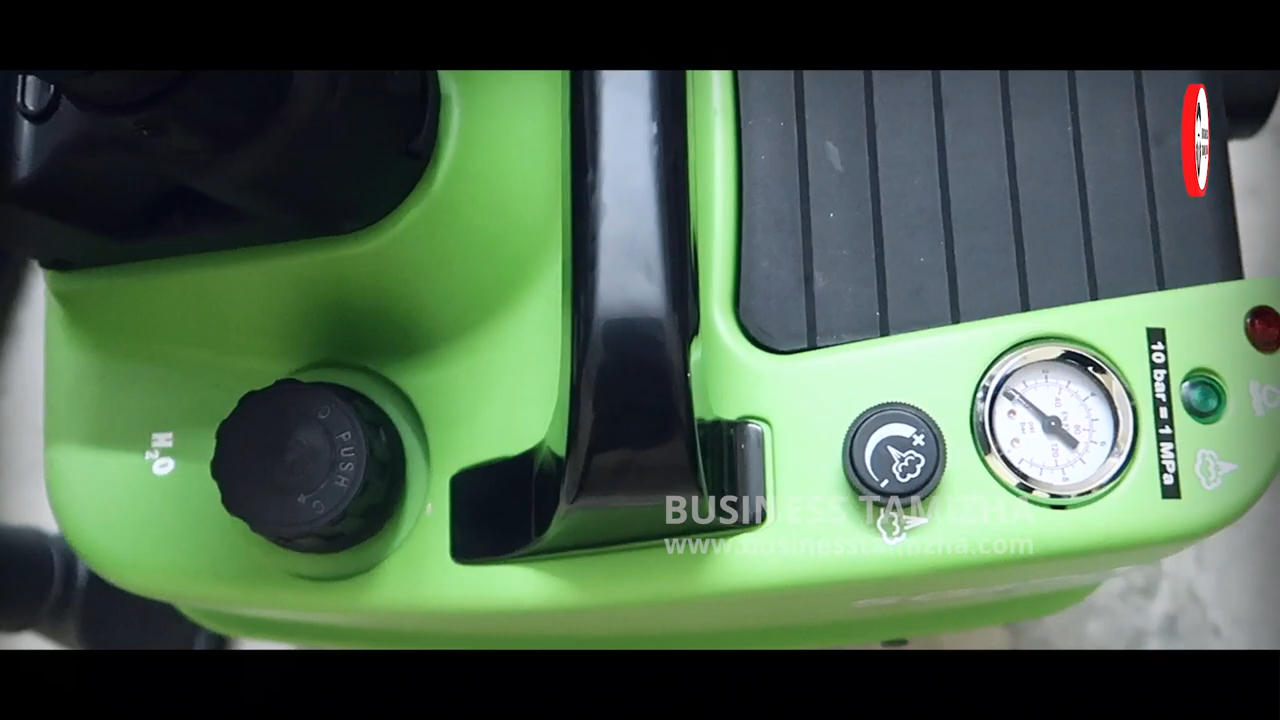 H₂O
PUSH
10 bar = 1 MPa
BUSINESS TAMIZHA
www.businesstamizha.com